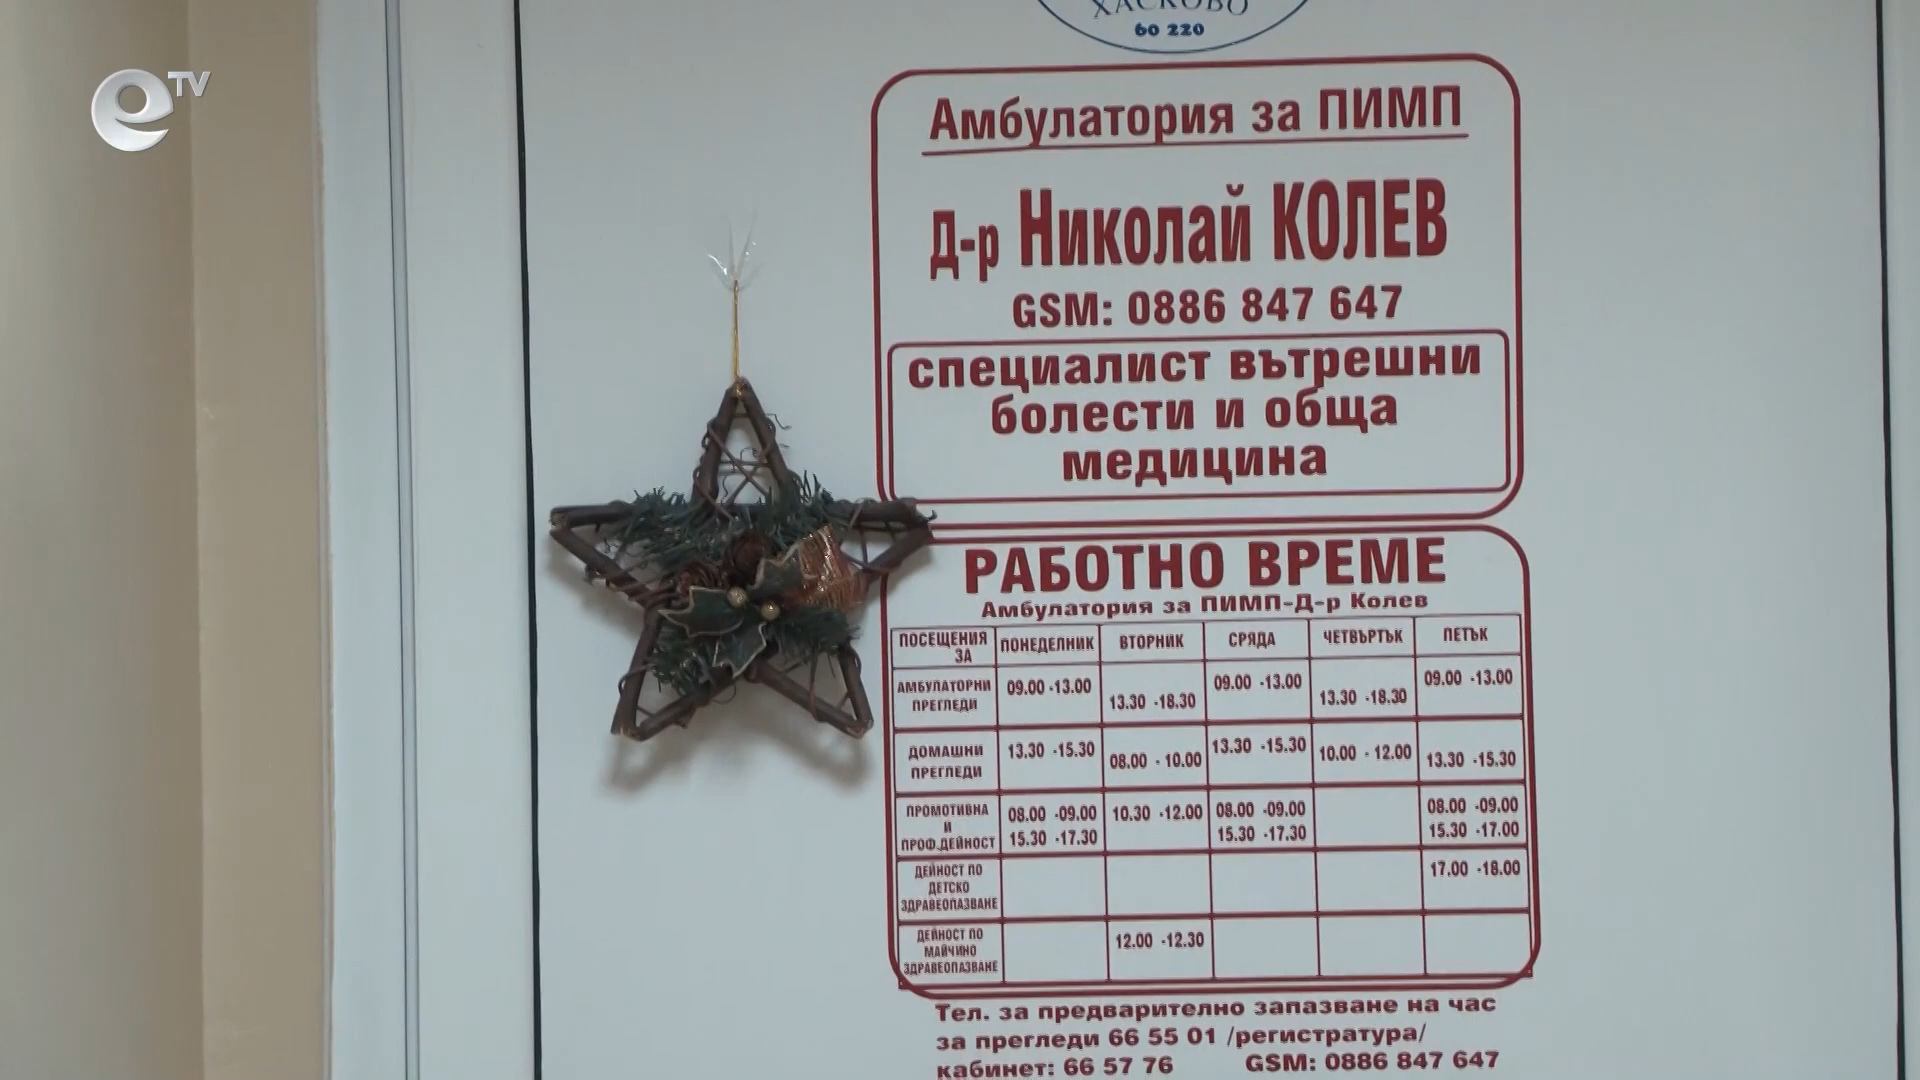 e TV
ХАСКОВО
60 220
Амбулатория за ПИМП
Д-р Николай КОЛЕВ
GSM: 0886 847 647
специалист вътрешни
болести и обща
медицина
РАБОТНО ВРЕМЕ
Амбулатория за ПИМП-Д-р Колев
ПОСЕЩЕНИЯ ЗА ПОНЕДЕЛНИК ВТОРНИК СРЯДА ЧЕТВЪРТЪК ПЕТЪК
АМБУЛАТОРНИ ПРЕГЛЕДИ 09.00 -13.00 13.30 -18.30 09.00 -13.00 13.30 -18.30 09.00 -13.00
ДОМАШНИ ПРЕГЛЕДИ 13.30 -15.30 08.00 - 10.00 13.30 -15.30 10.00 - 12.00 13.30 -15.30
ПРОМОТИВНА 08.00 -09.00 10.30 -12.00 08.00 -09.00 08.00 -09.00
И ПРОФ.ДЕЙНОСТ 15.30 -17.30 15.30 -17.30 15.30 -17.00
ДЕЙНОСТ ПО ДЕТСКО ЗДРАВЕОПАЗВАНЕ 17.00 -18.00
ДЕЙНОСТ ПО МАЙЧИНО ЗДРАВЕОПАЗВАНЕ 12.00 -12.30
Тел. за предварително запазване на час
за прегледи 66 55 01 /регистратура/
кабинет: 66 57 76 GSM: 0886 847 647